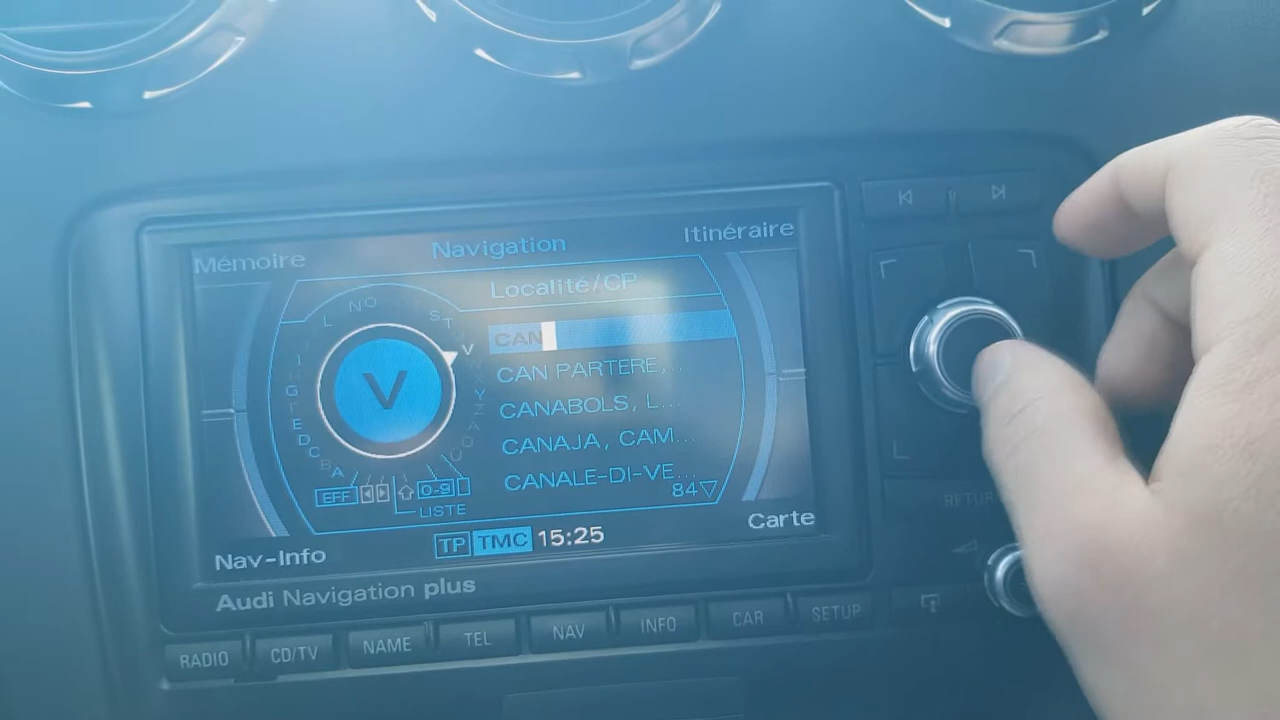 Navigation
Itinéraire
Mémoire
Localité/CP
CAN
CAN PARTERE,...
CANABOLS, L...
CANAJA, CAM...
CANALE-DI-VE...
84
V
L NO ST V
Y
G
F
E
D
C
B
A
EFF
0-9
LISTE
Carte
Nav-Info
TP TMC 15:25
Audi Navigation plus
RADIO CD/TV NAME TEL NAV INFO CAR SETUP